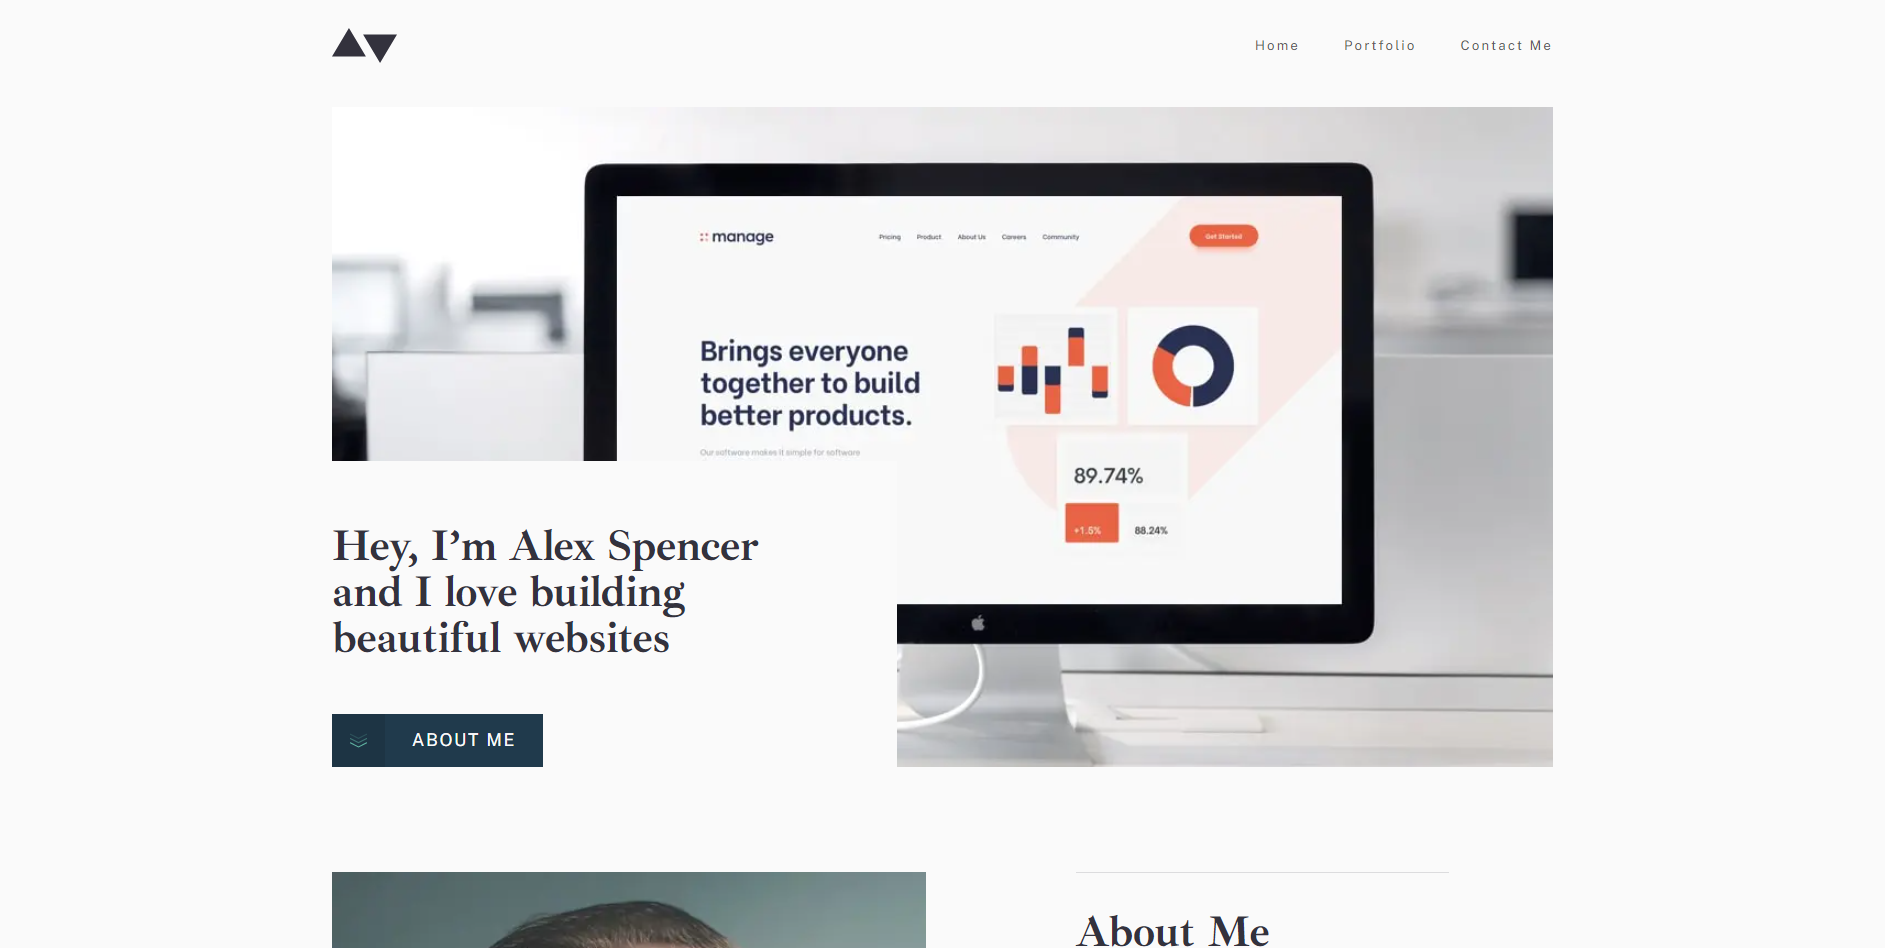 Home Portfolio Contact Me
manage Pricing Product About Us Careers Community Get Started
Brings everyone
together to build
better products.
Our software makes it simple for software
89.74%
+1.5% 88.24%
Hey, I’m Alex Spencer
and I love building
beautiful websites
ABOUT ME
About Me